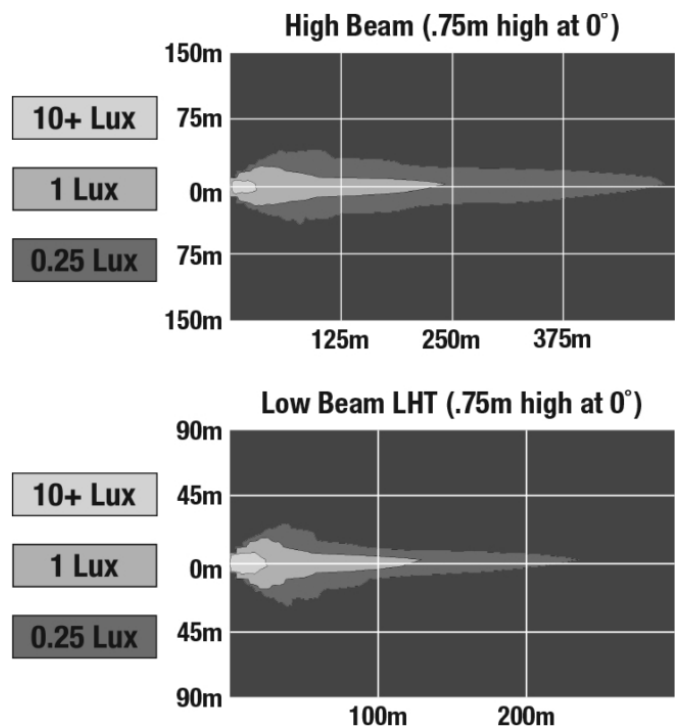 High Beam (.75m high at 0°)
150m
10+ Lux
75m
1 Lux
0m
0.25 Lux
75m
150m
125m 250m 375m
Low Beam LHT (.75m high at 0°)
90m
10+ Lux
45m
1 Lux
0m
0.25 Lux
45m
90m
100m 200m